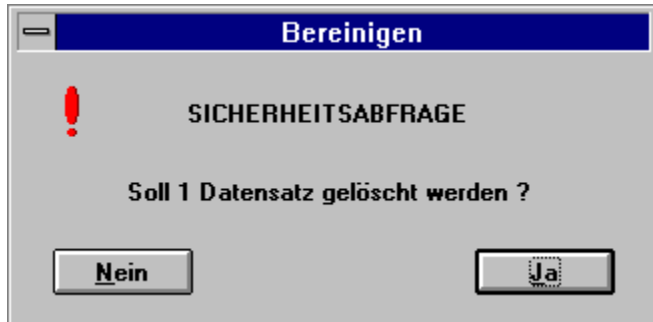 Bereinigen
SICHERHEITSABFRAGE
Soll 1 Datensatz gelöscht werden ?
Nein
Ja